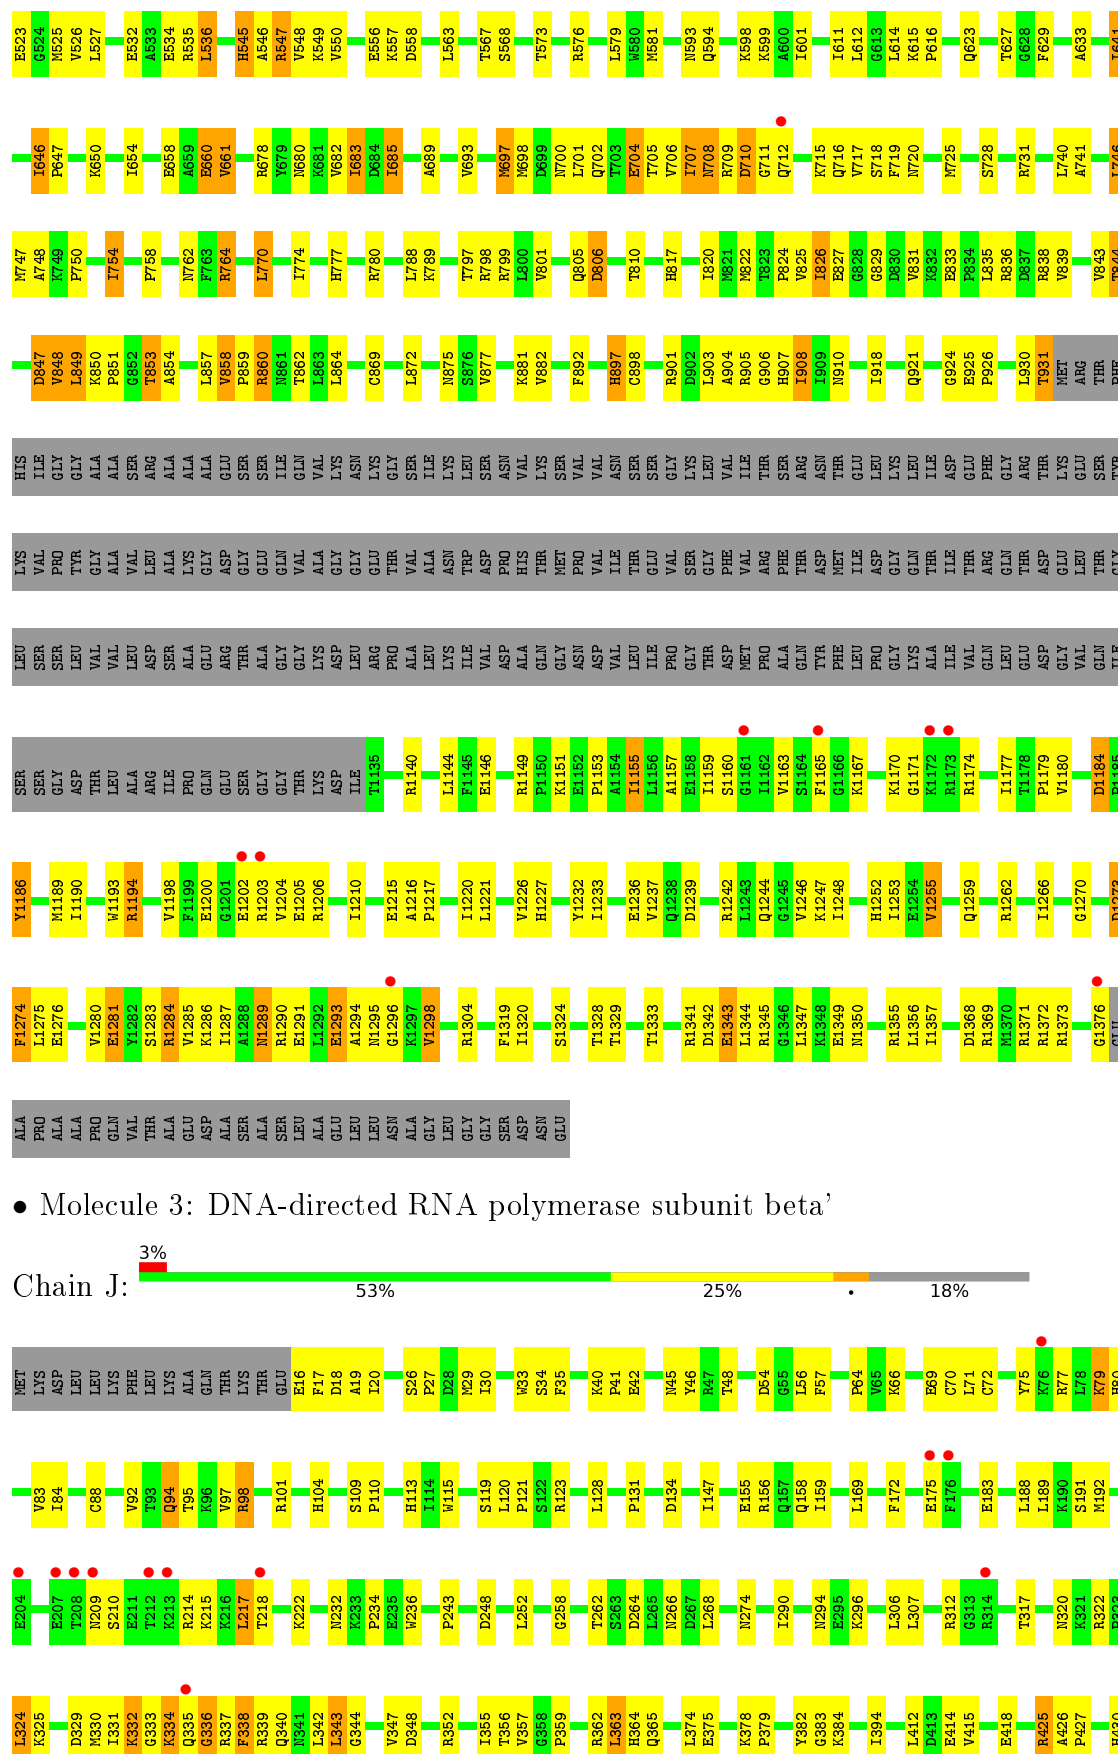 E523 G524 M525 V526 L527 E532 A533 E534 R535 L536 H545 A546 R547 V548 K549 V550 E556 K557 D558 L563 T567 S568 T573 R576 L579 W580 M581 N593 Q594 K598 K599 A600 I601 I611 L612 G613 L614 K615 P616 Q623 T627 G628 F629 A633
I646 P647 K650 I654 E658 A659 E660 V661 R678 Y679 N680 K681 V682 I683 D684 I685 A689 V693 M697 M698 D699 N700 L701 Q702 T703 E704 T705 V706 I707 N708 R709 D710 G711 Q712 K715 Q716 V717 S718 F719 N720 M725 S728 R731 L740 A741
M747 A748 K749 P750 I754 P758 N762 F763 R764 L770 I774 H777 R780 L788 K789 T797 R798 R799 L800 V801 Q805 D806 T810 H817 I820 M821 M822 T823 P824 V825 I826 E827 G828 G829 D830 V831 K832 E833 P834 L835 R836 D837 R838 V839 V843 T844
D847 V848 L849 K850 P851 G852 T853 A854 L857 V858 P859 R860 N861 T862 L863 L864 C869 L872 N875 S876 V877 K881 V882 F892 H897 C898 R901 D902 L903 A904 R905 G906 H907 I908 I909 N910 I918 Q921 G924 E925 P926 L930 T931 MET ARG THR PHE
HIS ILE GLY GLY ALA ALA SER ARG ALA ALA ALA GLU SER SER ILE GLN VAL LYS ASN LYS GLY SER ILE LYS LEU SER ASN VAL LYS SER VAL VAL ASN SER SER GLY LYS LEU VAL ILE THR SER ARG ASN THR GLU LEU LYS LEU ILE ASP GLU PHE GLY ARG THR LYS GLU SER TYR
LYS VAL PRO TYR GLY ALA VAL LEU ALA LYS GLY ASP GLY GLU GLN VAL ALA GLY GLY GLU THR VAL ALA ASN TRP ASP PRO HIS THR MET PRO VAL ILE THR GLU VAL SER GLY PHE VAL ARG PHE THR ASP MET ILE ASP GLY GLN THR ILE THR ARG GLN THR ASP GLU LEU THR GLY
LEU SER SER LEU VAL VAL LEU ASP SER ALA GLU ARG THR ALA GLY GLY LYS ASP LEU ARG PRO ALA LEU LYS ILE VAL ASP ALA GLN GLY ASN ASP VAL LEU ILE PRO GLY THR ASP MET PRO ALA GLN TYR PHE LEU PRO GLY LYS ALA ILE VAL GLN LEU GLU ASP GLY VAL GLN ILE
SER SER GLY ASP THR LEU ALA ARG ILE PRO GLN GLU SER GLY GLY THR LYS ASP ILE T1135 R1140 L1144 F1145 E1146 R1149 P1150 K1151 E1152 P1153 A1154 I1155 L1156 A1157 E1158 I1159 S1160 G1161 I1162 V1163 S1164 F1165 G1166 K1167 K1170 G1171 K1172 R1173 R1174 I1177 T1178 P1179 V1180 D1184
Y1186 M1189 I1190 W1193 R1194 V1198 F1199 E1200 G1201 E1202 R1203 V1204 E1205 R1206 I1210 E1215 A1216 P1217 I1220 L1221 V1226 H1227 Y1232 I1233 E1236 V1237 Q1238 D1239 R1242 L1243 Q1244 G1245 V1246 K1247 I1248 H1252 I1253 E1254 V1255 Q1259 R1262 I1266 G1270
F1274 L1275 E1276 V1280 E1281 Y1282 S1283 R1284 V1285 K1286 I1287 A1288 N1289 R1290 E1291 L1292 E1293 A1294 N1295 G1296 K1297 V1298 R1304 F1319 I1320 S1324 T1328 T1329 T1333 R1341 D1342 E1343 L1344 R1345 G1346 L1347 K1348 E1349 N1350 R1355 L1356 I1357 D1368 R1369 M1370 R1371 R1372 R1373 G1376 GLU
ALA PRO ALA ALA PRO GLN VAL THR ALA GLU ASP ALA SER ALA SER LEU ALA GLU LEU LEU ASN ALA GLY LEU GLY GLY SER ASP ASN GLU
• Molecule 3: DNA-directed RNA polymerase subunit beta'
3%
Chain J:
53% 25% • 18%
MET LYS ASP LEU LEU LYS PHE LEU LYS ALA GLN THR LYS THR GLU E16 F17 D18 A19 I20 S26 P27 D28 M29 I30 W33 S34 F35 K40 P41 E42 N45 Y46 R47 T48 D54 G55 L56 F57 P64 V65 K66 E69 C70 L71 C72 Y75 K76 R77 L78 K79 H80
V83 I84 C88 V92 T93 Q94 T95 K96 V97 R98 R101 H104 S109 P110 H113 I114 W115 S119 L120 P121 S122 R123 L128 P131 D134 I147 E155 R156 Q157 Q158 I159 L169 F172 E175 F176 E183 L188 L189 K190 S191 M192
E204 E207 T208 N209 S210 E211 T212 K213 R214 K215 K216 L217 T218 K222 N232 K233 P234 E235 W236 P243 D248 L252 G258 T262 S263 D264 L265 N266 D267 L268 N274 I290 N294 E295 K296 L306 L307 R312 G313 R314 T317 N320 K321 R322
L324 K325 D329 M330 I331 K332 G333 K334 Q335 G336 R337 F338 R339 Q340 N341 L342 L343 G344 V347 D348 R352 I355 T356 V357 G358 P359 R362 L363 H364 Q365 L374 E375 K378 P379 Y382 G383 K384 I394 L412 D413 E414 V415 E418 R425 A426 P427